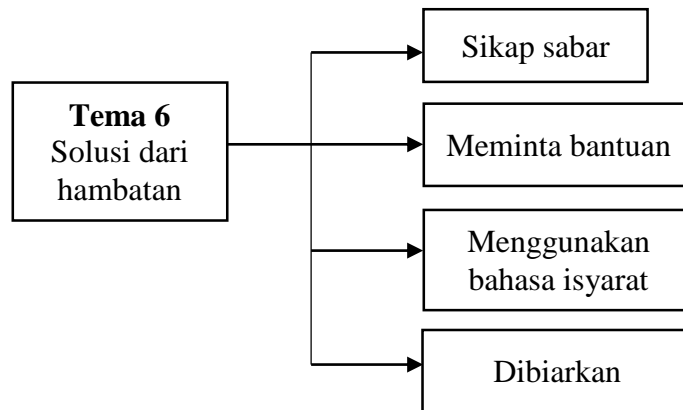 Tema 6
Solusi dari
hambatan
Sikap sabar
Meminta bantuan
Menggunakan
bahasa isyarat
Dibiarkan